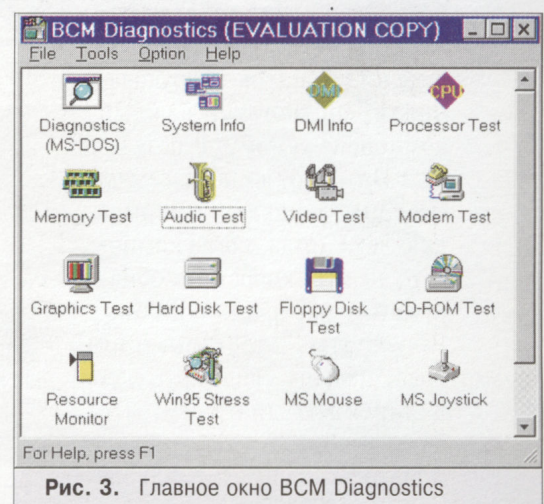 BCM Diagnostics (EVALUATION COPY)
File Tools Option Help
Diagnostics (MS-DOS)
System Info
DMI Info
Processor Test
Memory Test
Audio Test
Video Test
Modem Test
Graphics Test
Hard Disk Test
Floppy Disk Test
CD-ROM Test
Resource Monitor
Win95 Stress Test
MS Mouse
MS Joystick
For Help, press F1
Рис. 3. Главное окно BCM Diagnostics